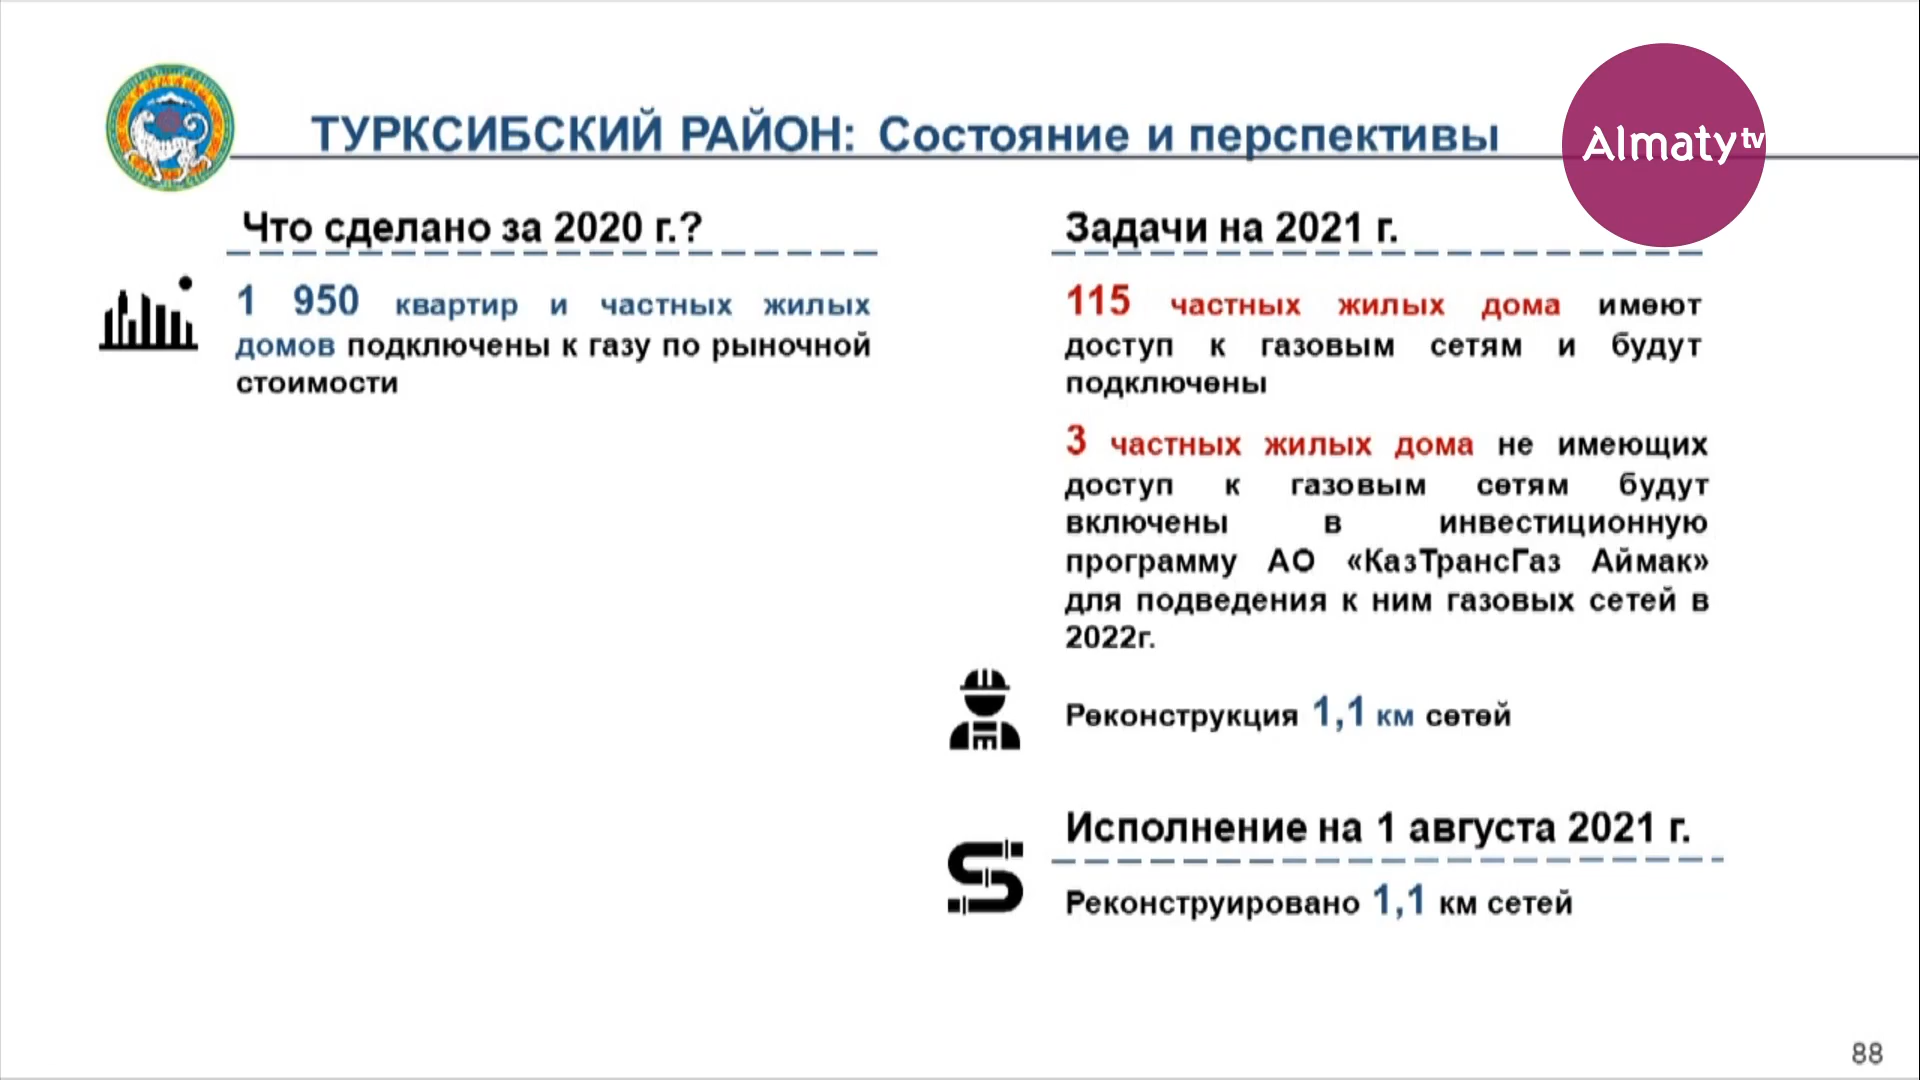 ТУРКСИБСКИЙ РАЙОН: Состояние и перспективы
Almaty tv
Что сделано за 2020 г.?
1 950 квартир и частных жилых
домов подключены к газу по рыночной
стоимости
Задачи на 2021 г.
115 частных жилых дома имеют
доступ к газовым сетям и будут
подключены
3 частных жилых дома не имеющих
доступ к газовым сетям будут
включены в инвестиционную
программу АО «КазТрансГаз Аймак»
для подведения к ним газовых сетей в
2022г.
Реконструкция 1,1 км сетей
Исполнение на 1 августа 2021 г.
Реконструировано 1,1 км сетей
88